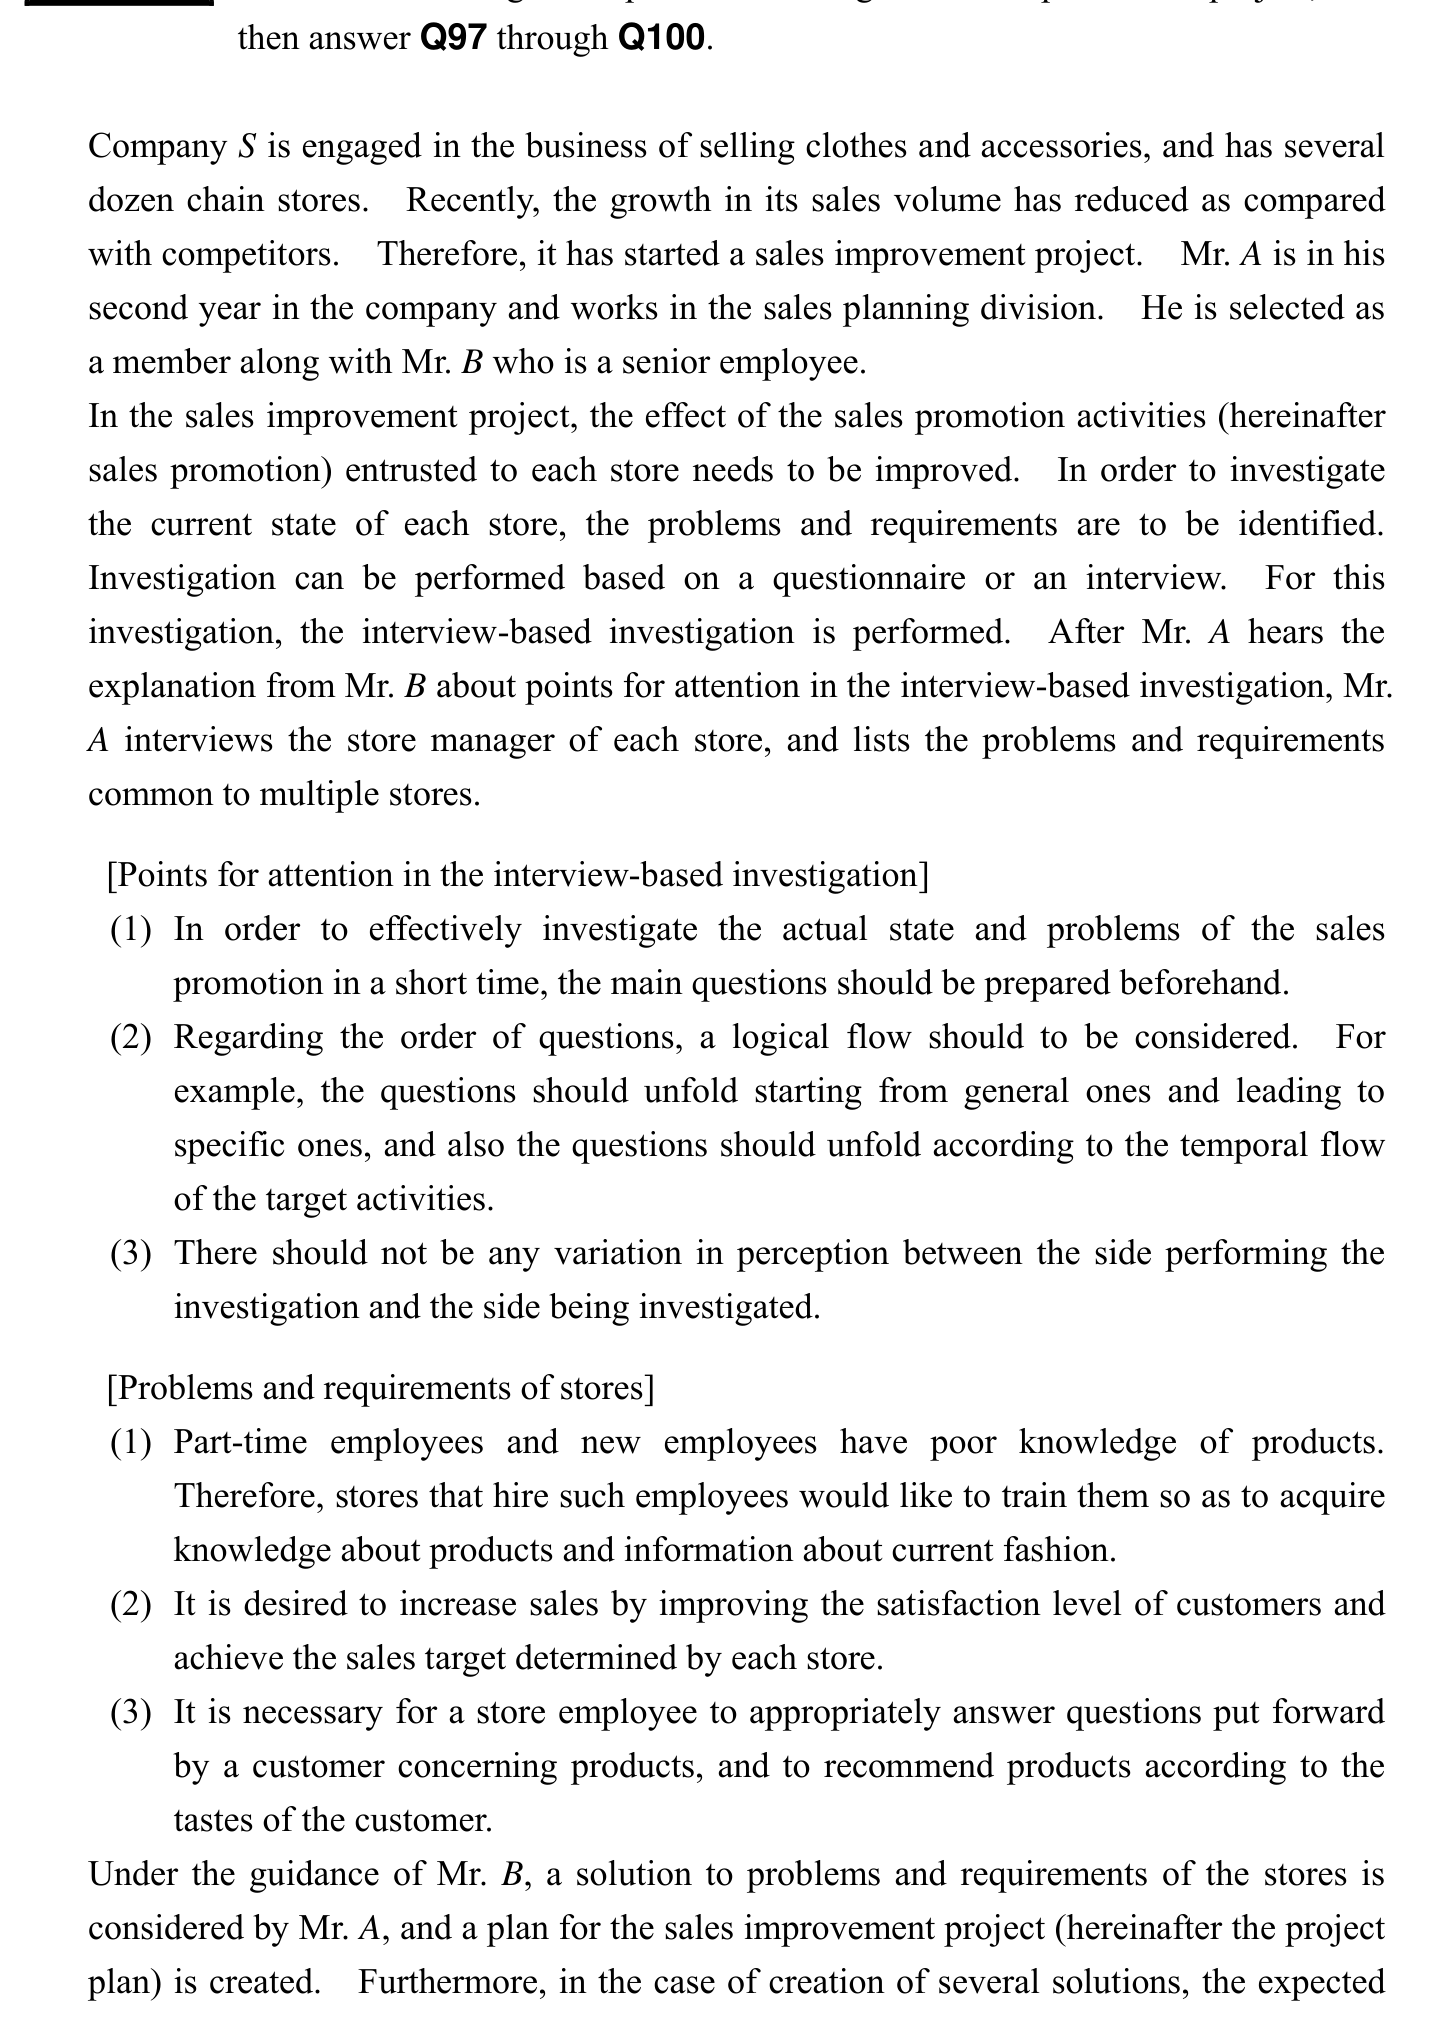 then answer Q97 through Q100.
Company S is engaged in the business of selling clothes and accessories, and has several
dozen chain stores. Recently, the growth in its sales volume has reduced as compared
with competitors. Therefore, it has started a sales improvement project. Mr. A is in his
second year in the company and works in the sales planning division. He is selected as
a member along with Mr. B who is a senior employee.
In the sales improvement project, the effect of the sales promotion activities (hereinafter
sales promotion) entrusted to each store needs to be improved. In order to investigate
the current state of each store, the problems and requirements are to be identified.
Investigation can be performed based on a questionnaire or an interview. For this
investigation, the interview-based investigation is performed. After Mr. A hears the
explanation from Mr. B about points for attention in the interview-based investigation, Mr.
A interviews the store manager of each store, and lists the problems and requirements
common to multiple stores.
[Points for attention in the interview-based investigation]
(1) In order to effectively investigate the actual state and problems of the sales
promotion in a short time, the main questions should be prepared beforehand.
(2) Regarding the order of questions, a logical flow should to be considered. For
example, the questions should unfold starting from general ones and leading to
specific ones, and also the questions should unfold according to the temporal flow
of the target activities.
(3) There should not be any variation in perception between the side performing the
investigation and the side being investigated.
[Problems and requirements of stores]
(1) Part-time employees and new employees have poor knowledge of products.
Therefore, stores that hire such employees would like to train them so as to acquire
knowledge about products and information about current fashion.
(2) It is desired to increase sales by improving the satisfaction level of customers and
achieve the sales target determined by each store.
(3) It is necessary for a store employee to appropriately answer questions put forward
by a customer concerning products, and to recommend products according to the
tastes of the customer.
Under the guidance of Mr. B, a solution to problems and requirements of the stores is
considered by Mr. A, and a plan for the sales improvement project (hereinafter the project
plan) is created. Furthermore, in the case of creation of several solutions, the expected